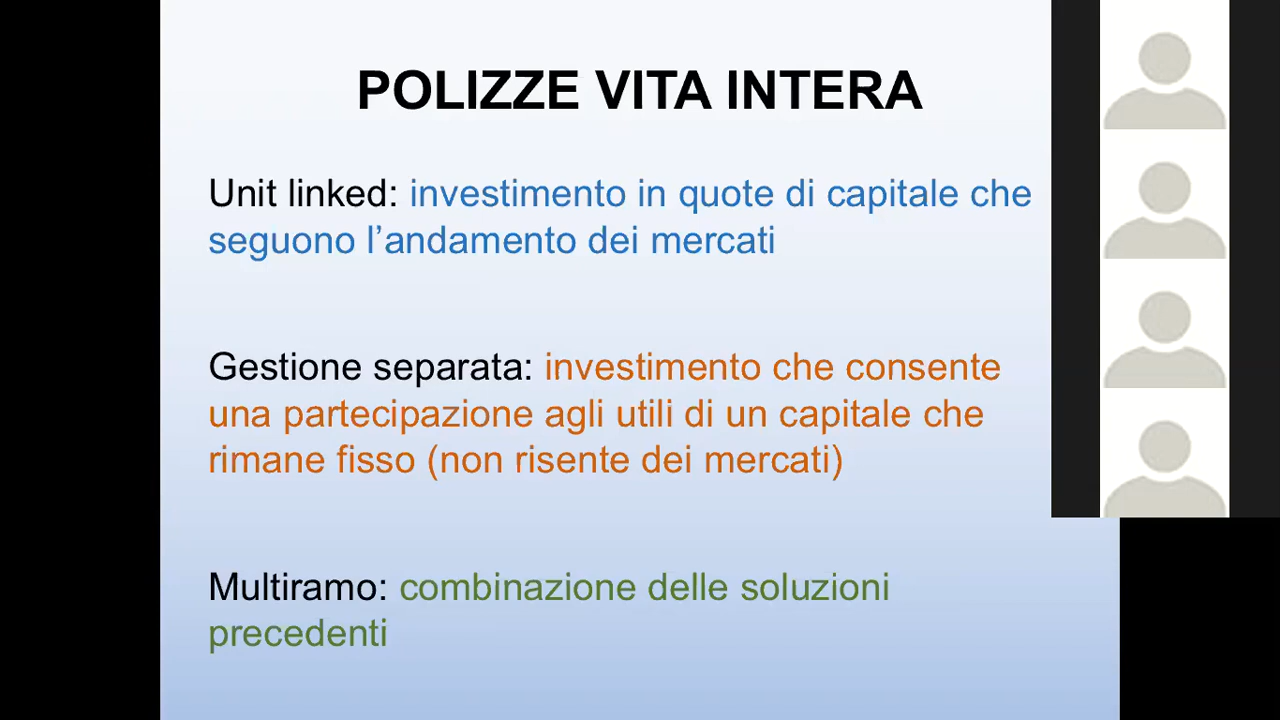 POLIZZE VITA INTERA
Unit linked: investimento in quote di capitale che
seguono l’andamento dei mercati
Gestione separata: investimento che consente
una partecipazione agli utili di un capitale che
rimane fisso (non risente dei mercati)
Multiramo: combinazione delle soluzioni
precedenti